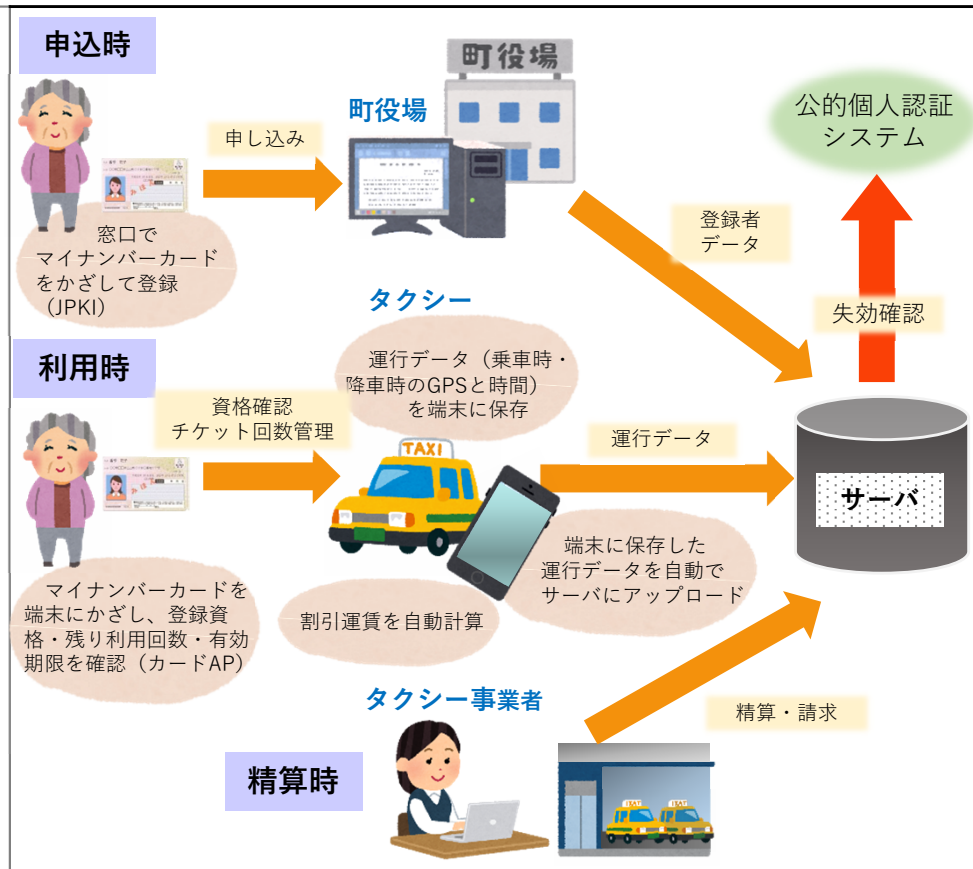 申込時
町役場
町役場
申し込み
窓口で
マイナンバーカード
をかざして登録
（JPKI）
公的個人認証
システム
登録者
データ
失効確認
利用時
タクシー
運行データ（乗車時・
降車時のGPSと時間）
を端末に保存
資格確認
チケット回数管理
TAXI
運行データ
サーバ
マイナンバーカードを
端末にかざし、登録資
格・残り利用回数・有効
期限を確認（カードAP）
割引運賃を自動計算
端末に保存した
運行データを自動で
サーバにアップロード
タクシー事業者
精算・請求
精算時
TAXI
TAXI